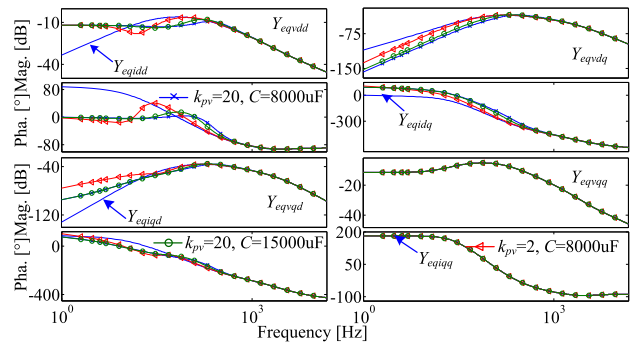 Pha. [°]Mag. [dB]
-10
-40
Y_eqvdd
Y_eqidd
80
0
k_pv=20, C=8000uF
-75
-150
Y_eqvdq
0
-300
Y_eqidq
Pha. [°]Mag. [dB]
-40
-120
Y_eqvqd
Y_eqiqd
0
-400
k_pv=20, C=15000uF
10^0
10^3
-20
-40
Y_eqvqq
200
50
-100
k_pv=2, C=8000uF
Y_eqiqq
10^0
10^3
Frequency [Hz]